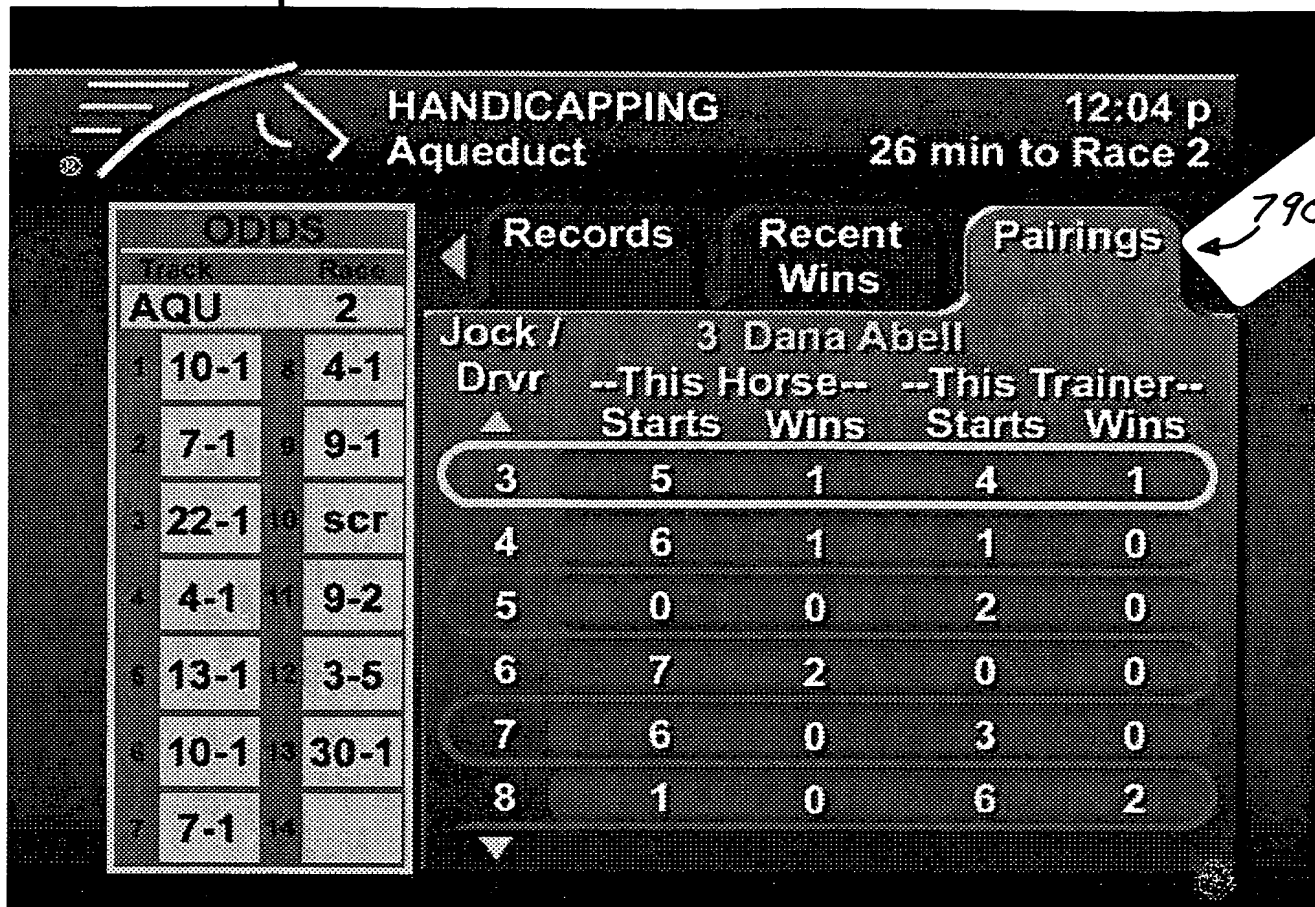 HANDICAPPING
Aqueduct
12:04 p
26 min to Race 2
®
ODDS
Track Race
AQU 2
1 10-1 8 4-1
2 7-1 9 9-1
3 22-1 10 scr
4 4-1 11 9-2
5 13-1 12 3-5
6 10-1 13 30-1
7 7-1 14
Records
Recent
Wins
Pairings
790
Jock / 3 Dana Abell
Drvr --This Horse-- --This Trainer--
Starts Wins Starts Wins
3 5 1 4 1
4 6 1 1 0
5 0 0 2 0
6 7 2 0 0
7 6 0 3 0
8 1 0 6 2